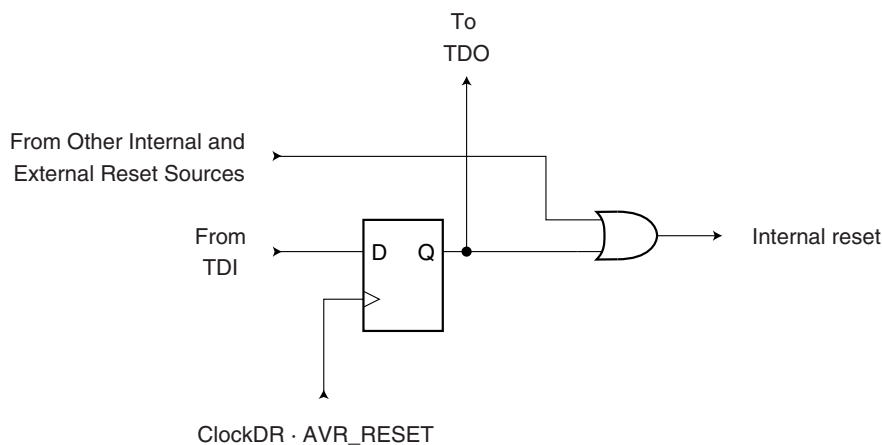 To
TDO
From Other Internal and
External Reset Sources
From
TDI
D
Q
Internal reset
ClockDR · AVR_RESET